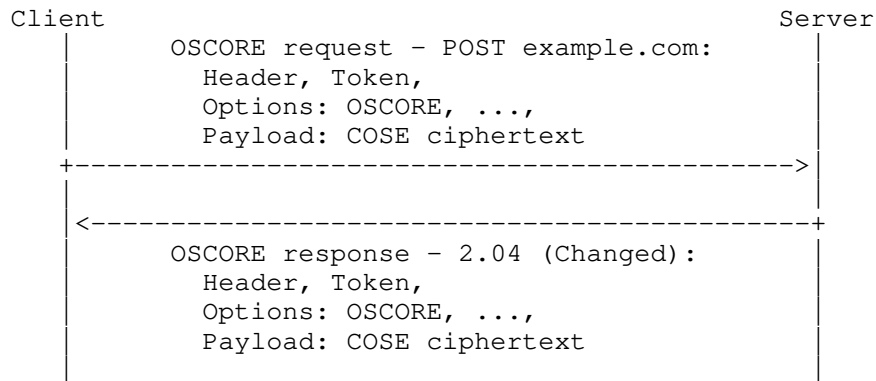 Client Server
OSCORE request - POST example.com:
Header, Token,
Options: OSCORE, ...,
Payload: COSE ciphertext
OSCORE response - 2.04 (Changed):
Header, Token,
Options: OSCORE, ...,
Payload: COSE ciphertext